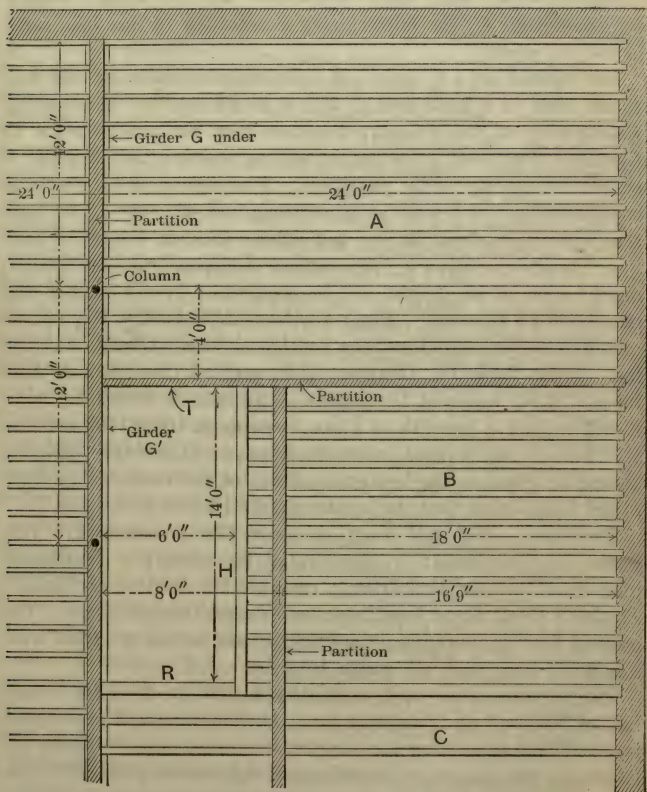 12′0″
Girder G under
24′0″
24′0″
Partition
A
Column
4′0″
12′0″
Partition
T
Girder
G′
B
14′0″
6′0″
18′0″
H
8′0″
16′9″
Partition
R
C